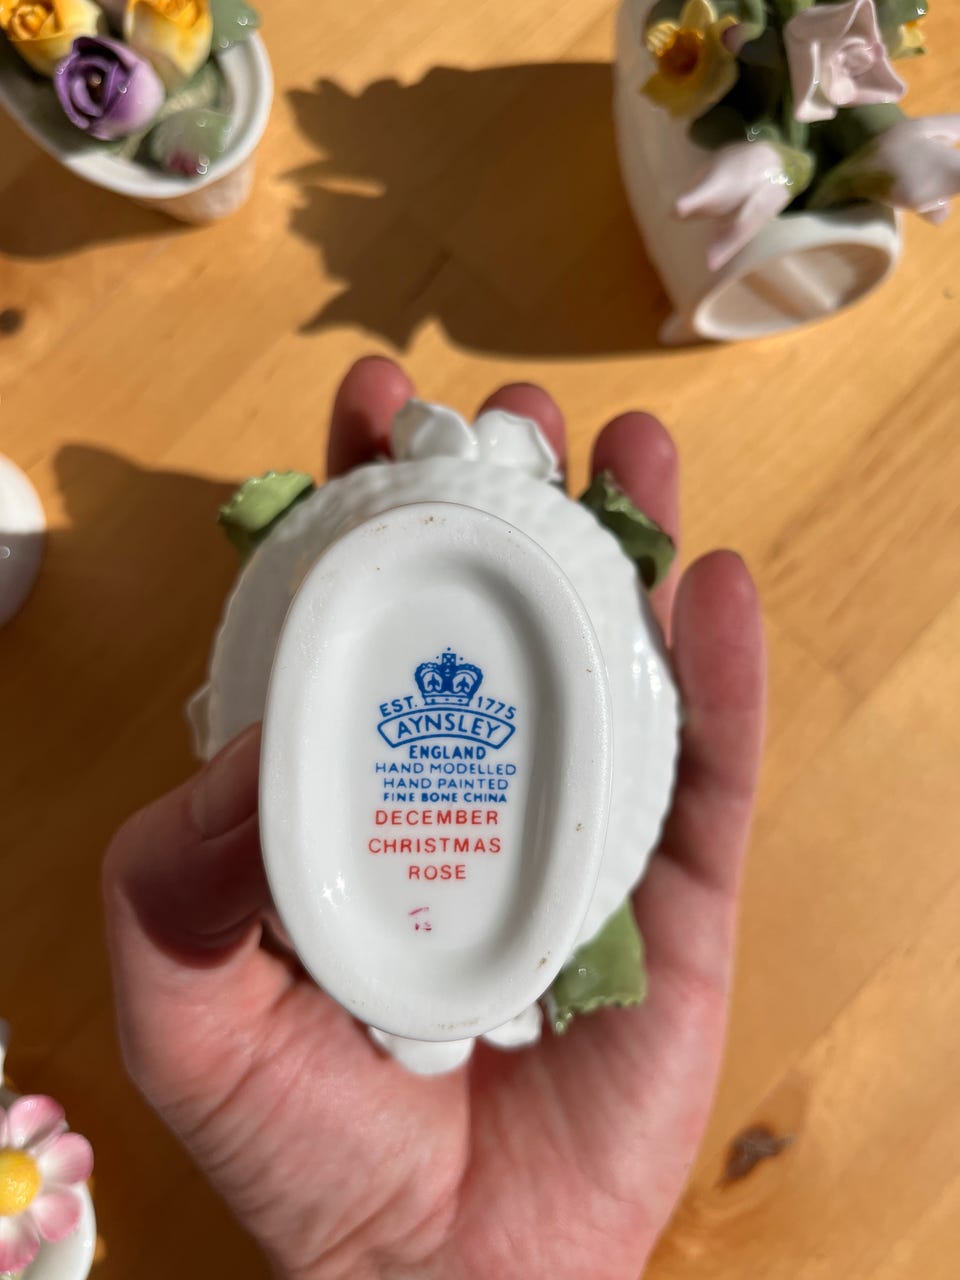 EST. 1775
AYNSLEY
ENGLAND
HAND MODELLED
HAND PAINTED
FINE BONE CHINA
DECEMBER
CHRISTMAS
ROSE